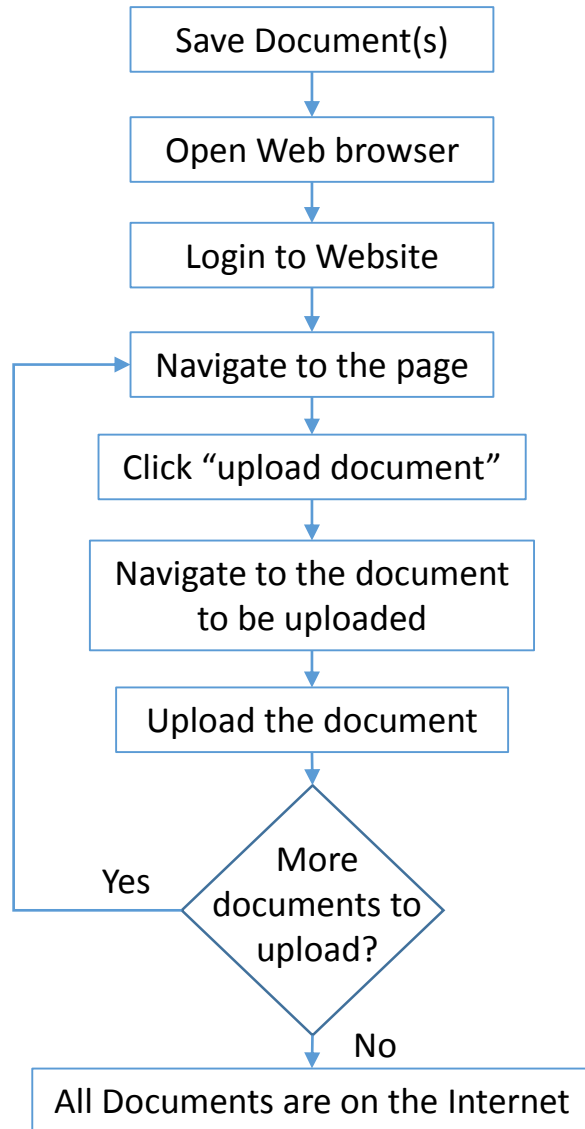 Save Document(s)
Open Web browser
Login to Website
Navigate to the page
Click “upload document”
Navigate to the document
to be uploaded
Upload the document
More
documents to
upload?
Yes
No
All Documents are on the Internet